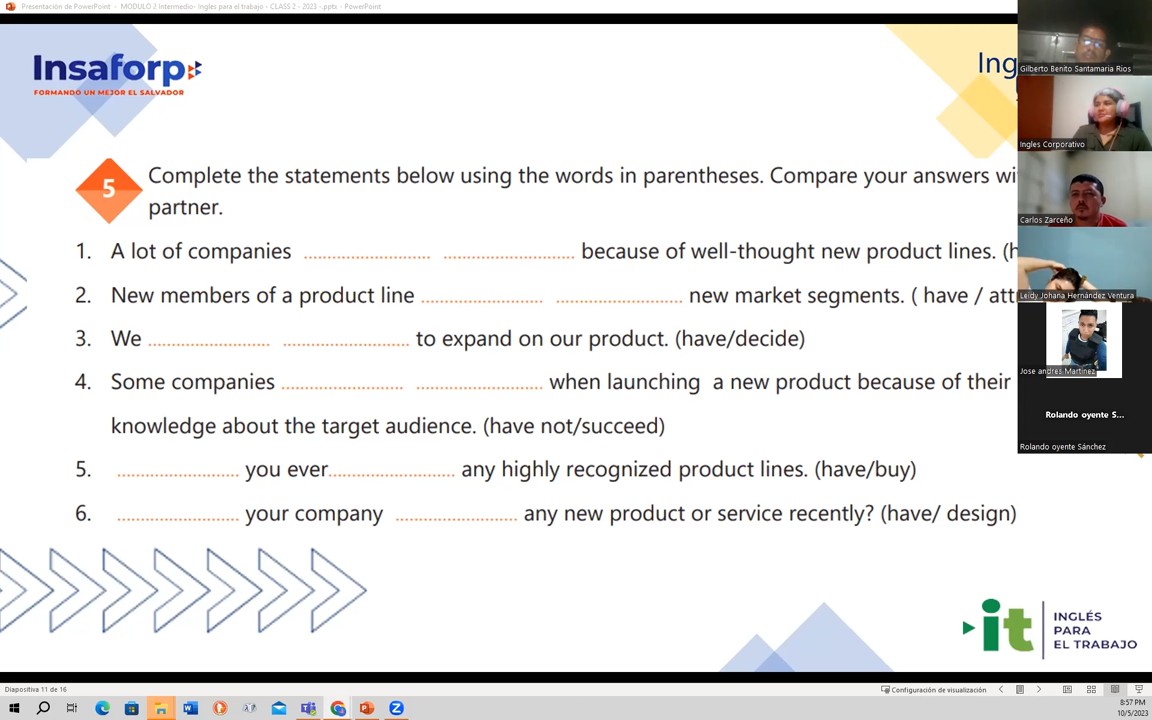 Presentación de PowerPoint - MODULO 2 Intermedio- Ingles para el trabajo - CLASS 2 - 2023 -.pptx - PowerPoint
Insaforp
FORMANDO UN MEJOR EL SALVADOR
Ing
5
Complete the statements below using the words in parentheses. Compare your answers wi
partner.
1. A lot of companies .............................. .............................. because of well-thought new product lines. (h
2. New members of a product line .............................. .............................. new market segments. ( have / att
3. We .............................. .............................. to expand on our product. (have/decide)
4. Some companies .............................. .............................. when launching a new product because of their
knowledge about the target audience. (have not/succeed)
5. .............................. you ever.............................. any highly recognized product lines. (have/buy)
6. .............................. your company .............................. any new product or service recently? (have/ design)
it
INGLÉS
PARA
EL TRABAJO
Gilberto Benito Santamaria Rios
Ingles Corporativo
Carlos Zarceño
Leidy Johana Hernández Ventura
Jose andres Martinez
Rolando oyente S...
Rolando oyente Sánchez
Diapositiva 11 de 16
Configuración de visualización
8:57 PM
10/5/2023